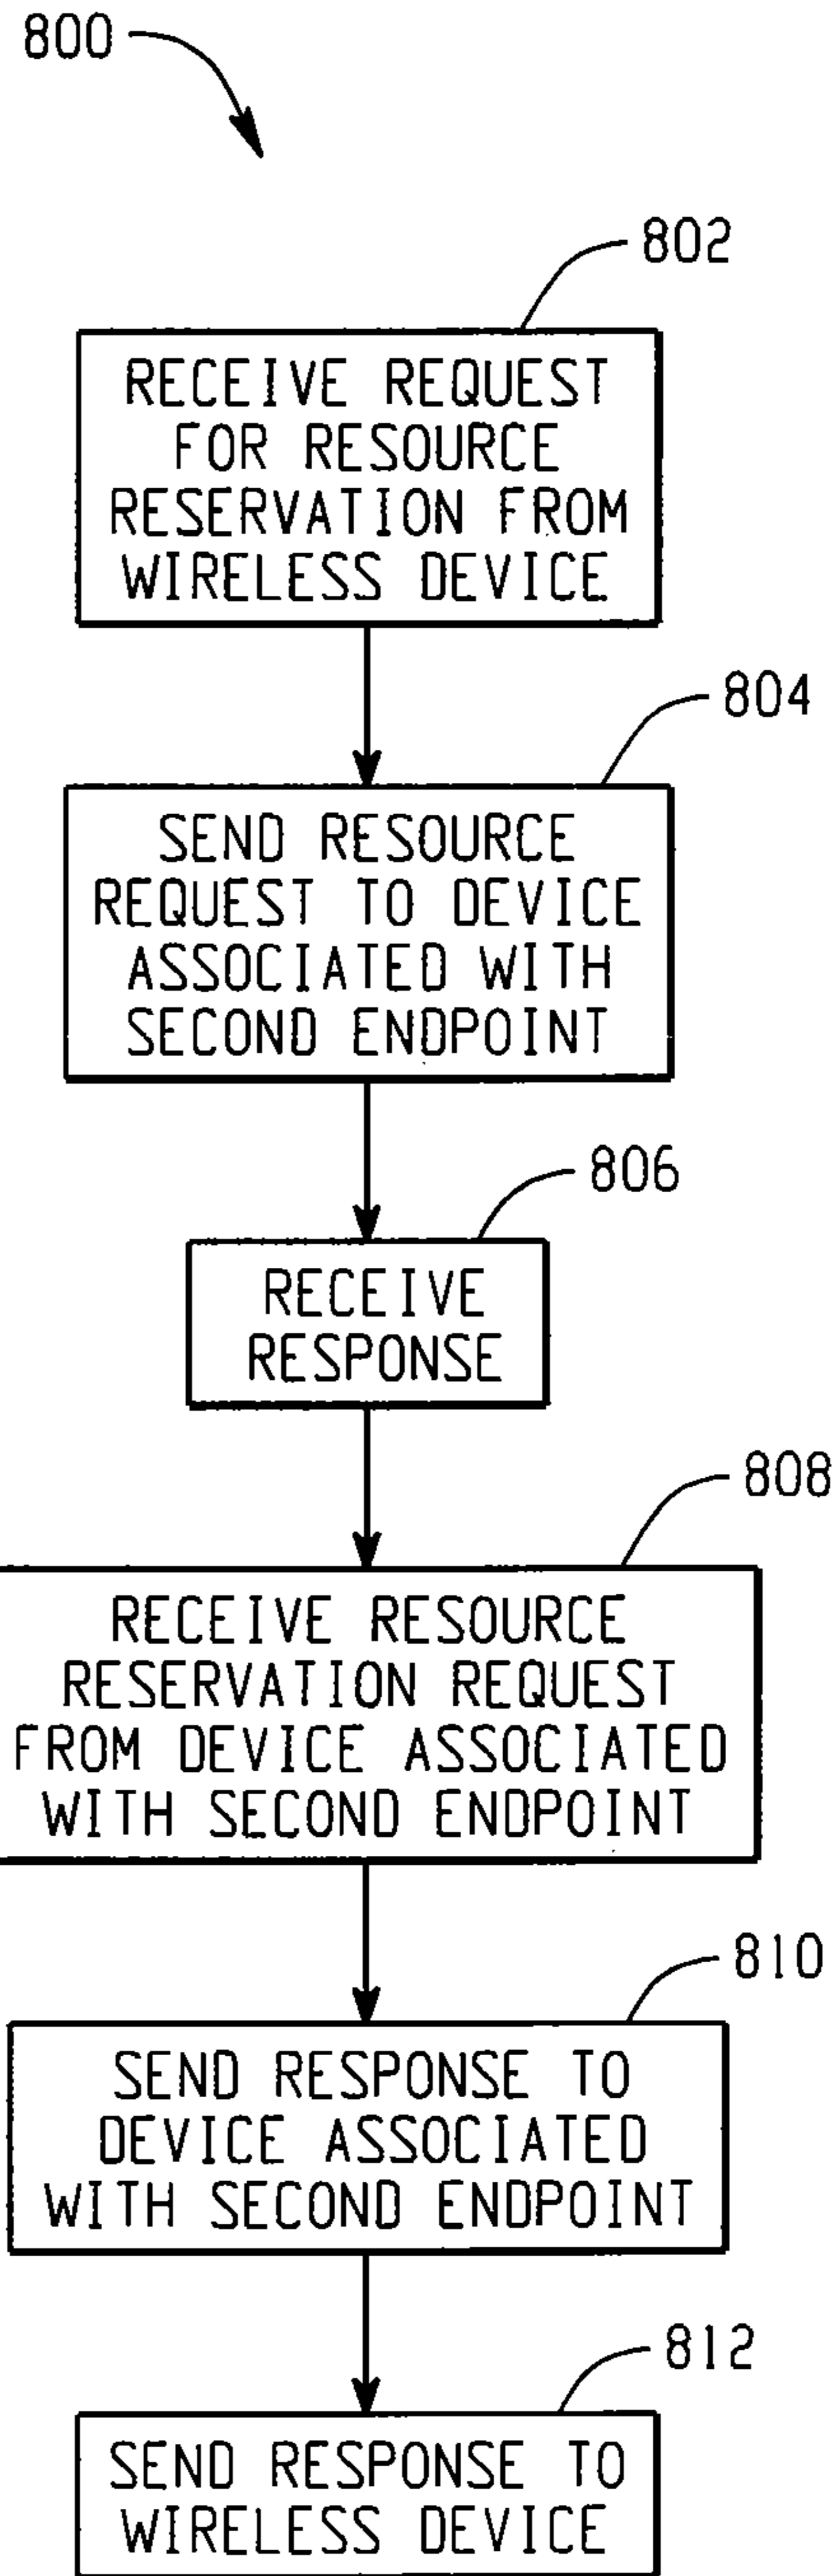 800
802
RECEIVE REQUEST
FOR RESOURCE
RESERVATION FROM
WIRELESS DEVICE
804
SEND RESOURCE
REQUEST TO DEVICE
ASSOCIATED WITH
SECOND ENDPOINT
806
RECEIVE
RESPONSE
808
RECEIVE RESOURCE
RESERVATION REQUEST
FROM DEVICE ASSOCIATED
WITH SECOND ENDPOINT
810
SEND RESPONSE TO
DEVICE ASSOCIATED
WITH SECOND ENDPOINT
812
SEND RESPONSE TO
WIRELESS DEVICE